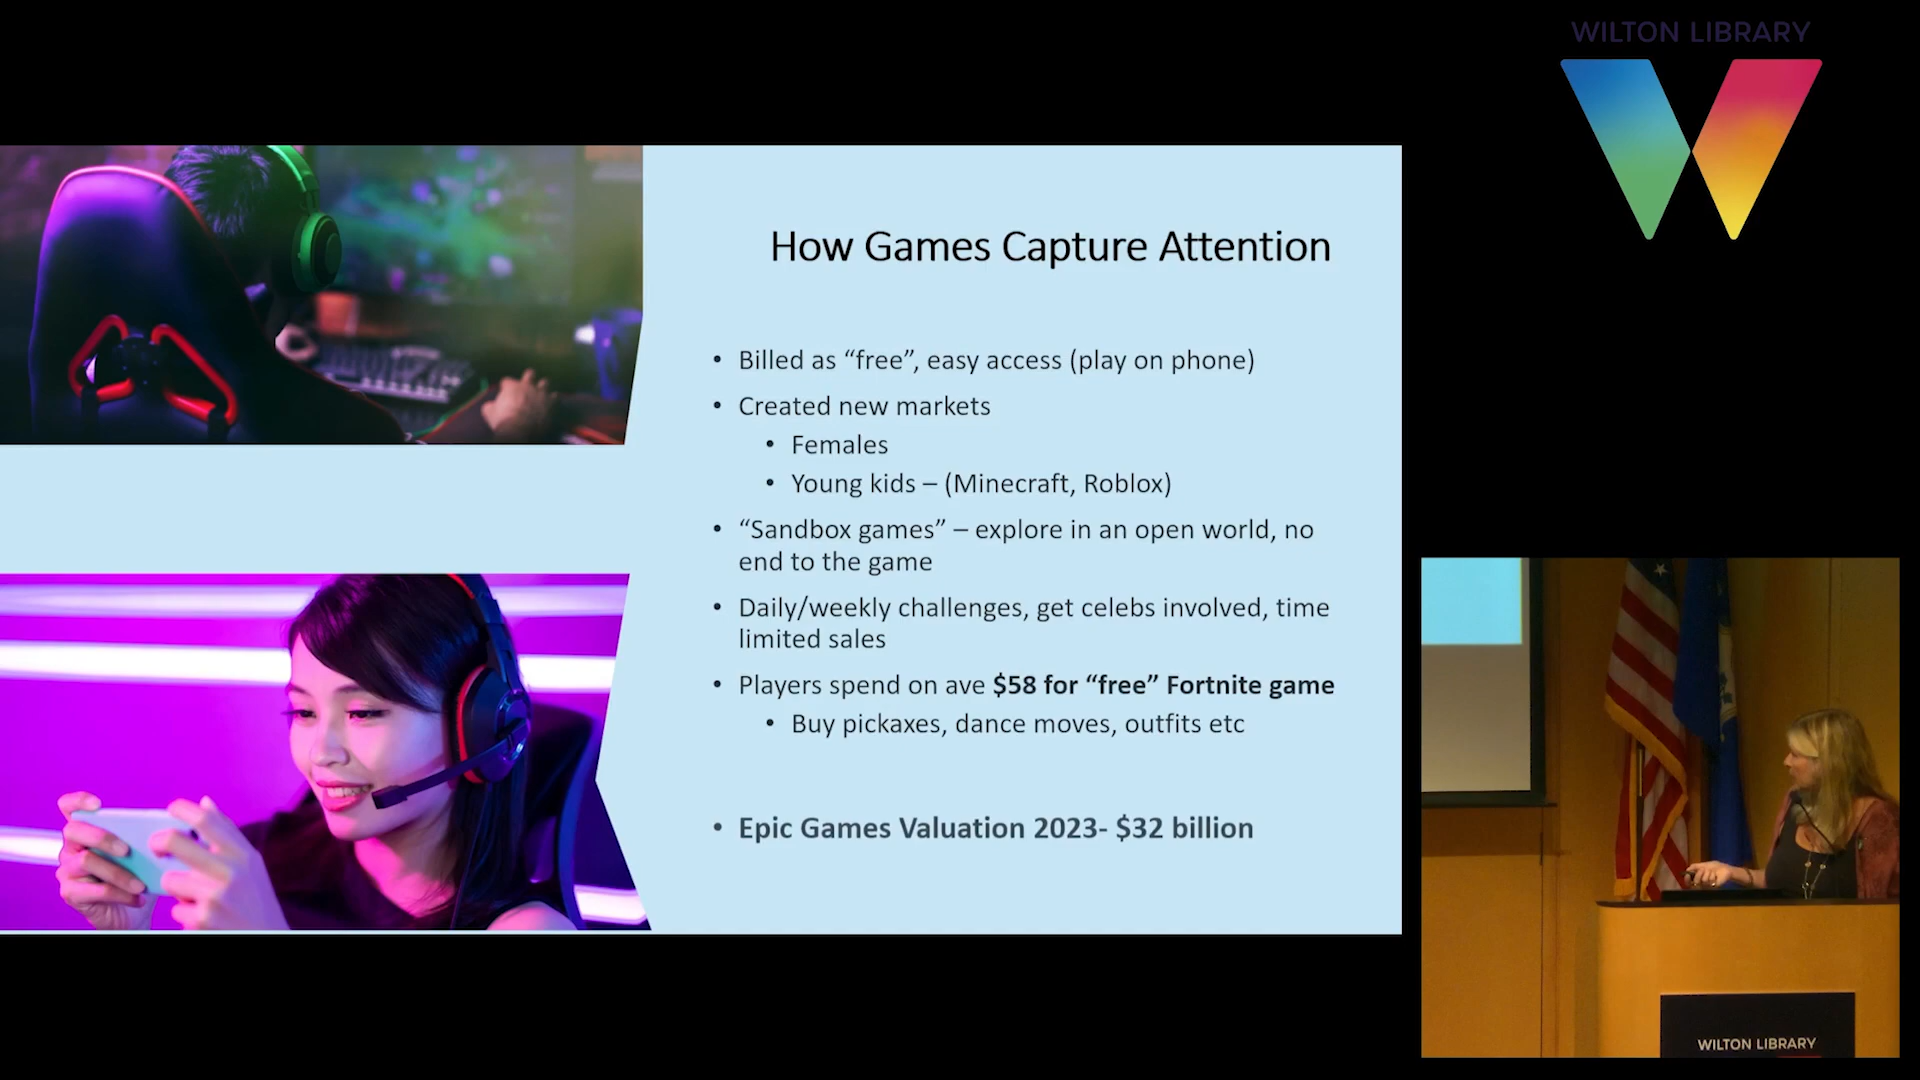 WILTON LIBRARY
How Games Capture Attention
• Billed as “free”, easy access (play on phone)
• Created new markets
• Females
• Young kids – (Minecraft, Roblox)
• “Sandbox games” – explore in an open world, no
end to the game
• Daily/weekly challenges, get celebs involved, time
limited sales
• Players spend on ave $58 for “free” Fortnite game
• Buy pickaxes, dance moves, outfits etc
• Epic Games Valuation 2023- $32 billion
WILTON LIBRARY